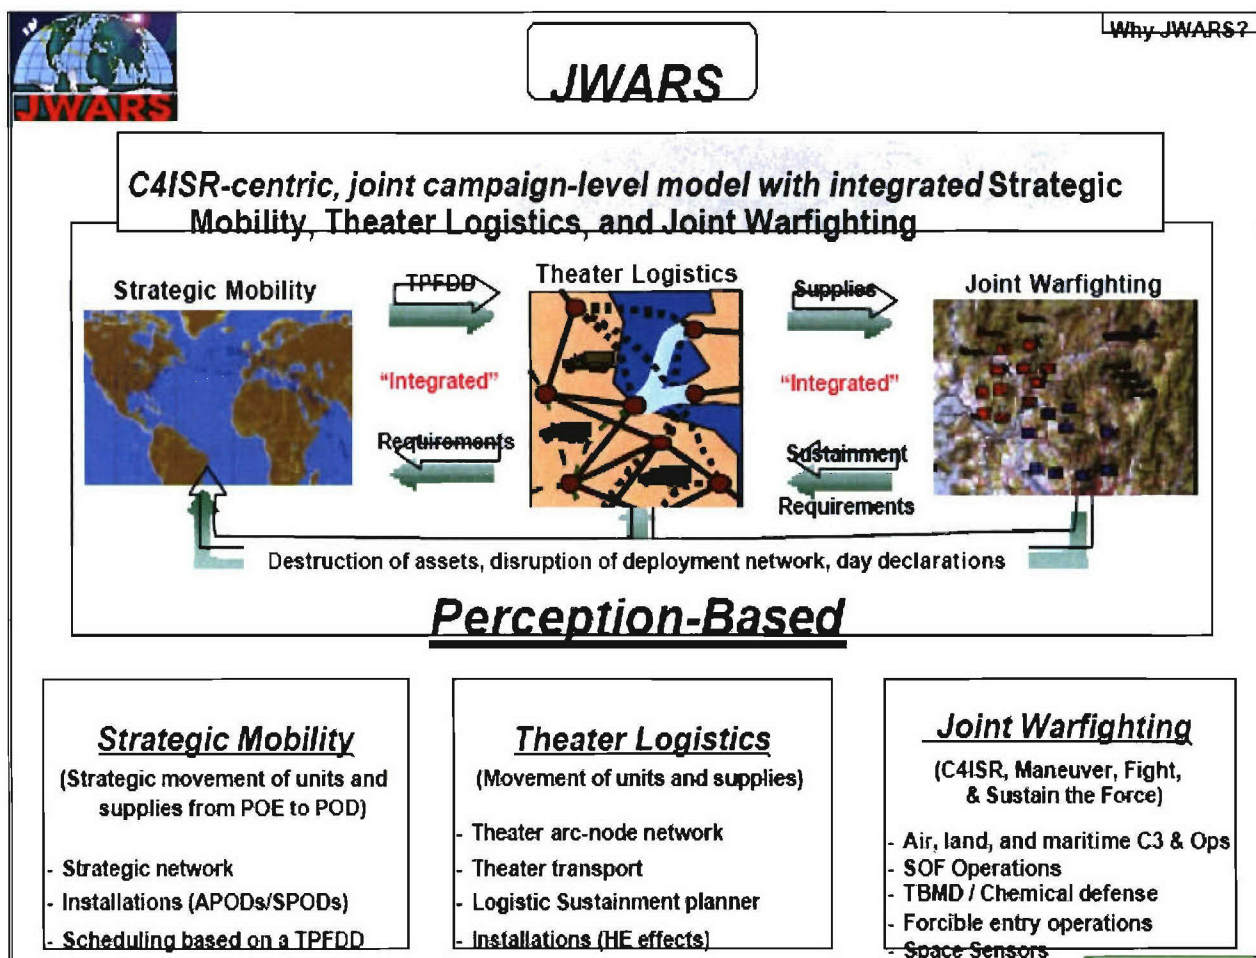 JWARS
Why JWARS?
JWARS
C4ISR-centric, joint campaign-level model with integrated Strategic
Mobility, Theater Logistics, and Joint Warfighting
Strategic Mobility
TPFDD
Theater Logistics
Supplies
Joint Warfighting
"Integrated"
"Integrated"
Requirements
Sustainment
Requirements
Destruction of assets, disruption of deployment network, day declarations
Perception-Based
Strategic Mobility
(Strategic movement of units and
supplies from POE to POD)
- Strategic network
- Installations (APODs/SPODs)
- Scheduling based on a TPFDD
Theater Logistics
(Movement of units and supplies)
- Theater arc-node network
- Theater transport
- Logistic Sustainment planner
- Installations (HE effects)
Joint Warfighting
(C4ISR, Maneuver, Fight,
& Sustain the Force)
- Air, land, and maritime C3 & Ops
- SOF Operations
- TBMD / Chemical defense
- Forcible entry operations
- Space Sensors